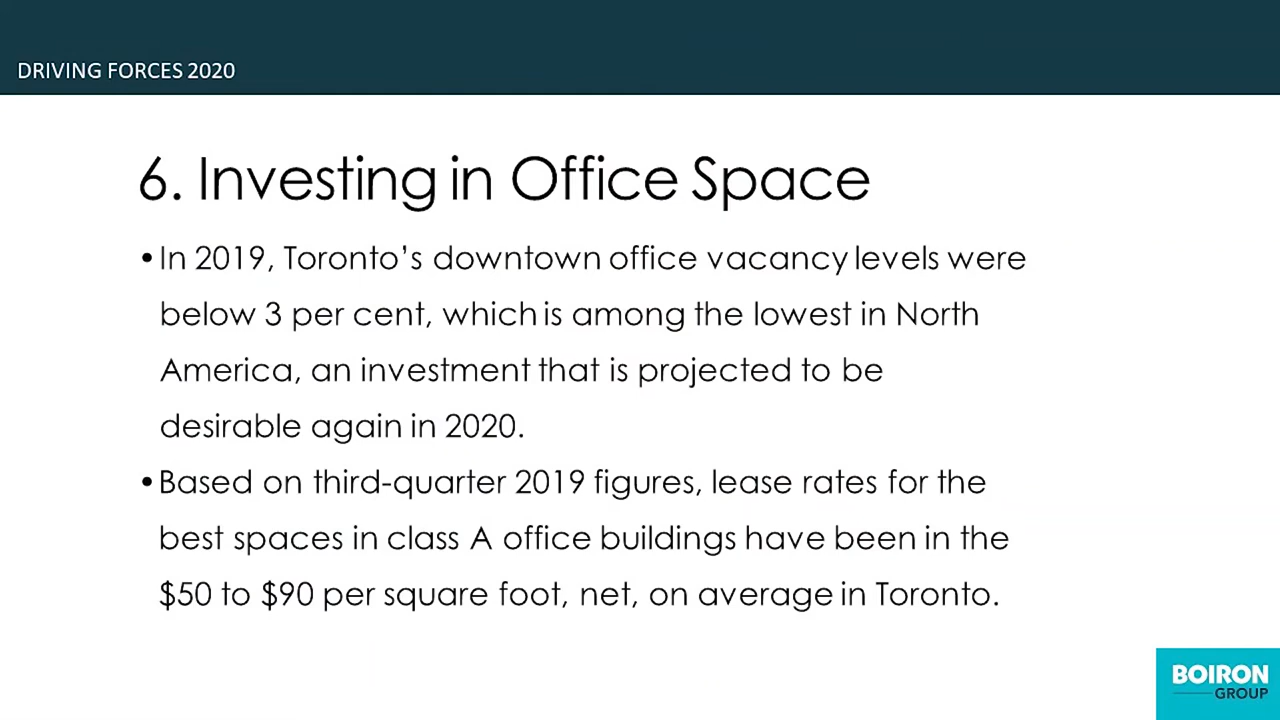 DRIVING FORCES 2020
6. Investing in Office Space
•In 2019, Toronto’s downtown office vacancy levels were
below 3 per cent, which is among the lowest in North
America, an investment that is projected to be
desirable again in 2020.
•Based on third-quarter 2019 figures, lease rates for the
best spaces in class A office buildings have been in the
$50 to $90 per square foot, net, on average in Toronto.
BOIRON
GROUP